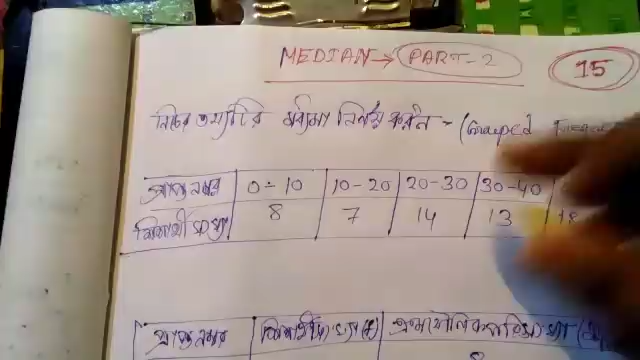 MEDIAN → PART-2
15
নিচের তথ্যটির মধ্যমা নির্ণয় করুন - (Grouped
প্রাপ্ত নম্বর 0-10 10-20 20-30 30-40
শিক্ষার্থী সংখ্যা 8 7 14 13 18
প্রাপ্ত নম্বর শিক্ষার্থী সংখ্যা (f)